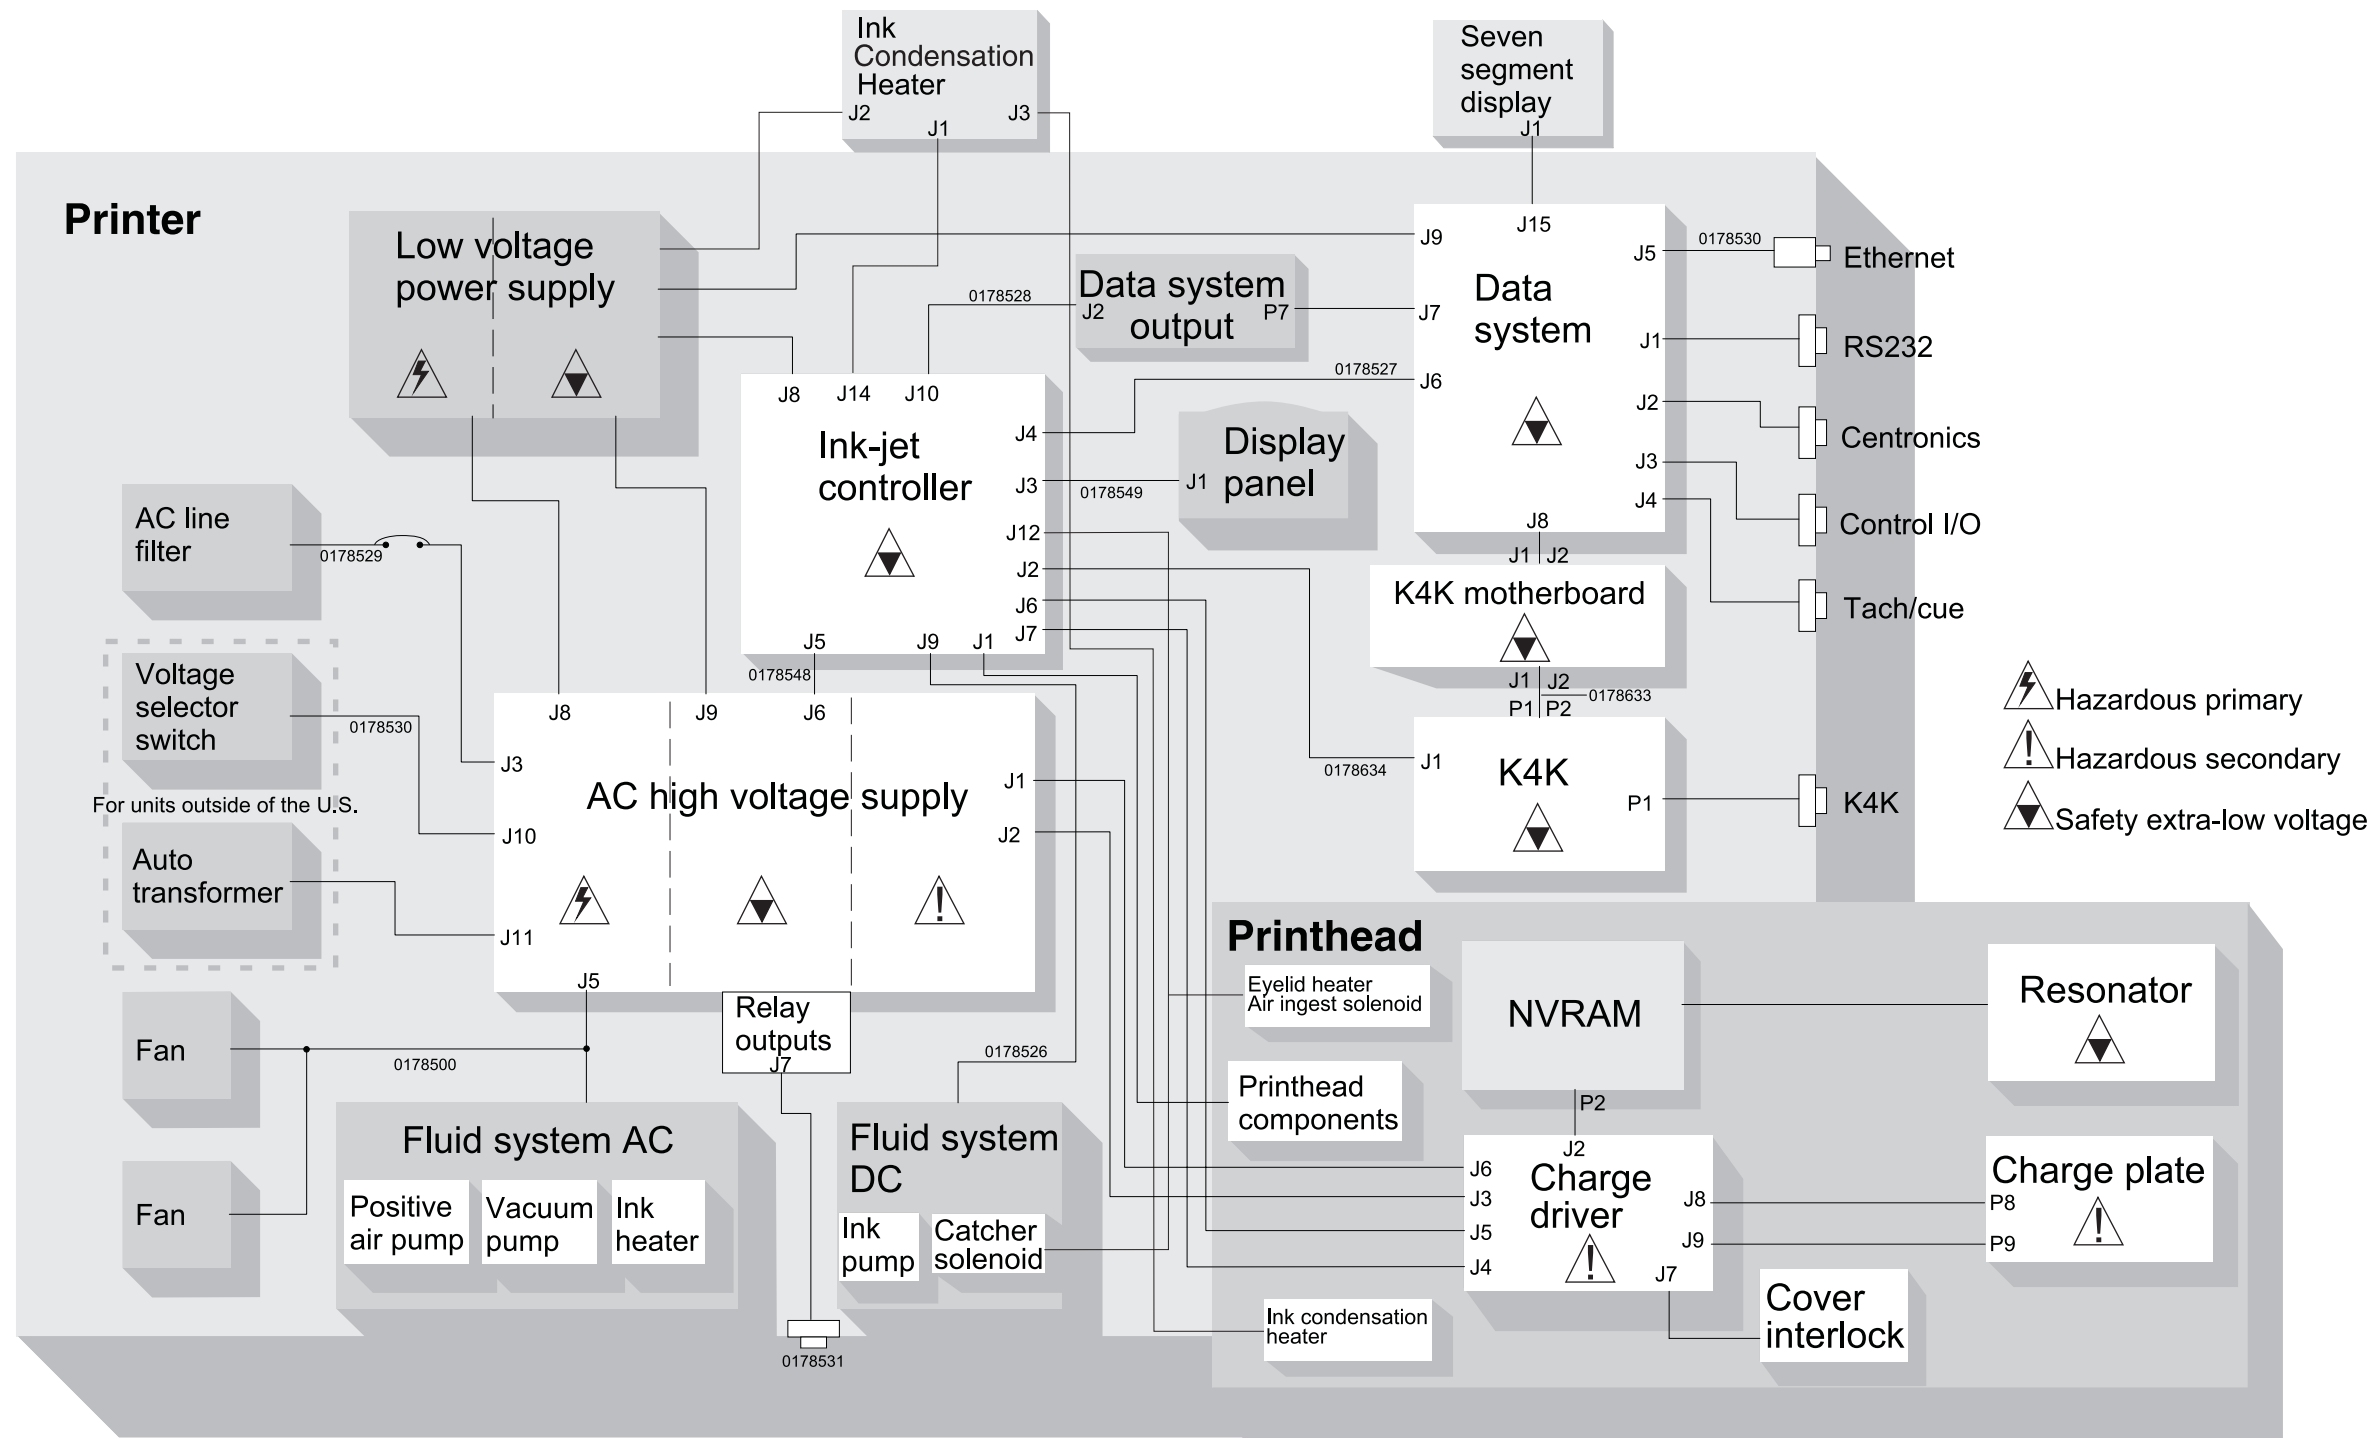 Ink
Condensation
Heater
J2
J1
J3
Seven
segment
display
J1
Printer
Low voltage
power supply
J9
J15
J5
0178530
Ethernet
Data
system
J7
J1
RS232
J6
J2
Centronics
J3
Control I/O
J4
Tach/cue
J8
0178528
Data system
output
J2
P7
0178527
J8
J14
J10
Ink-jet
controller
J4
J3
0178549
J12
J2
J6
J7
J5
J9
J1
J1
Display
panel
AC line
filter
0178529
J1
J2
K4K motherboard
J1
J2
0178633
P1
P2
J1
0178634
K4K
P1
K4K
Hazardous primary
Hazardous secondary
Safety extra-low voltage
Voltage
selector
switch
0178530
For units outside of the U.S.
Auto
transformer
0178548
J8
J9
J6
J3
J10
J11
AC high voltage supply
J1
J2
J5
Relay
outputs
J7
0178531
Fan
0178500
Fan
Fluid system AC
Positive
air pump
Vacuum
pump
Ink
heater
0178526
Fluid system
DC
Ink
pump
Catcher
solenoid
Printhead
Eyelid heater
Air ingest solenoid
Printhead
components
Ink condensation
heater
NVRAM
P2
Resonator
J2
Charge
driver
J6
J3
J5
J4
J8
J9
J7
Charge plate
P8
P9
Cover
interlock